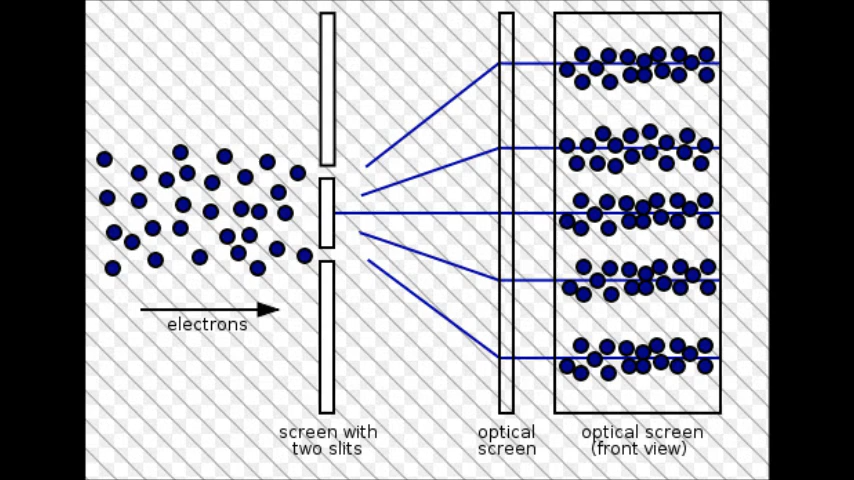 electrons
screen with
two slits
optical
screen
optical screen
(front view)